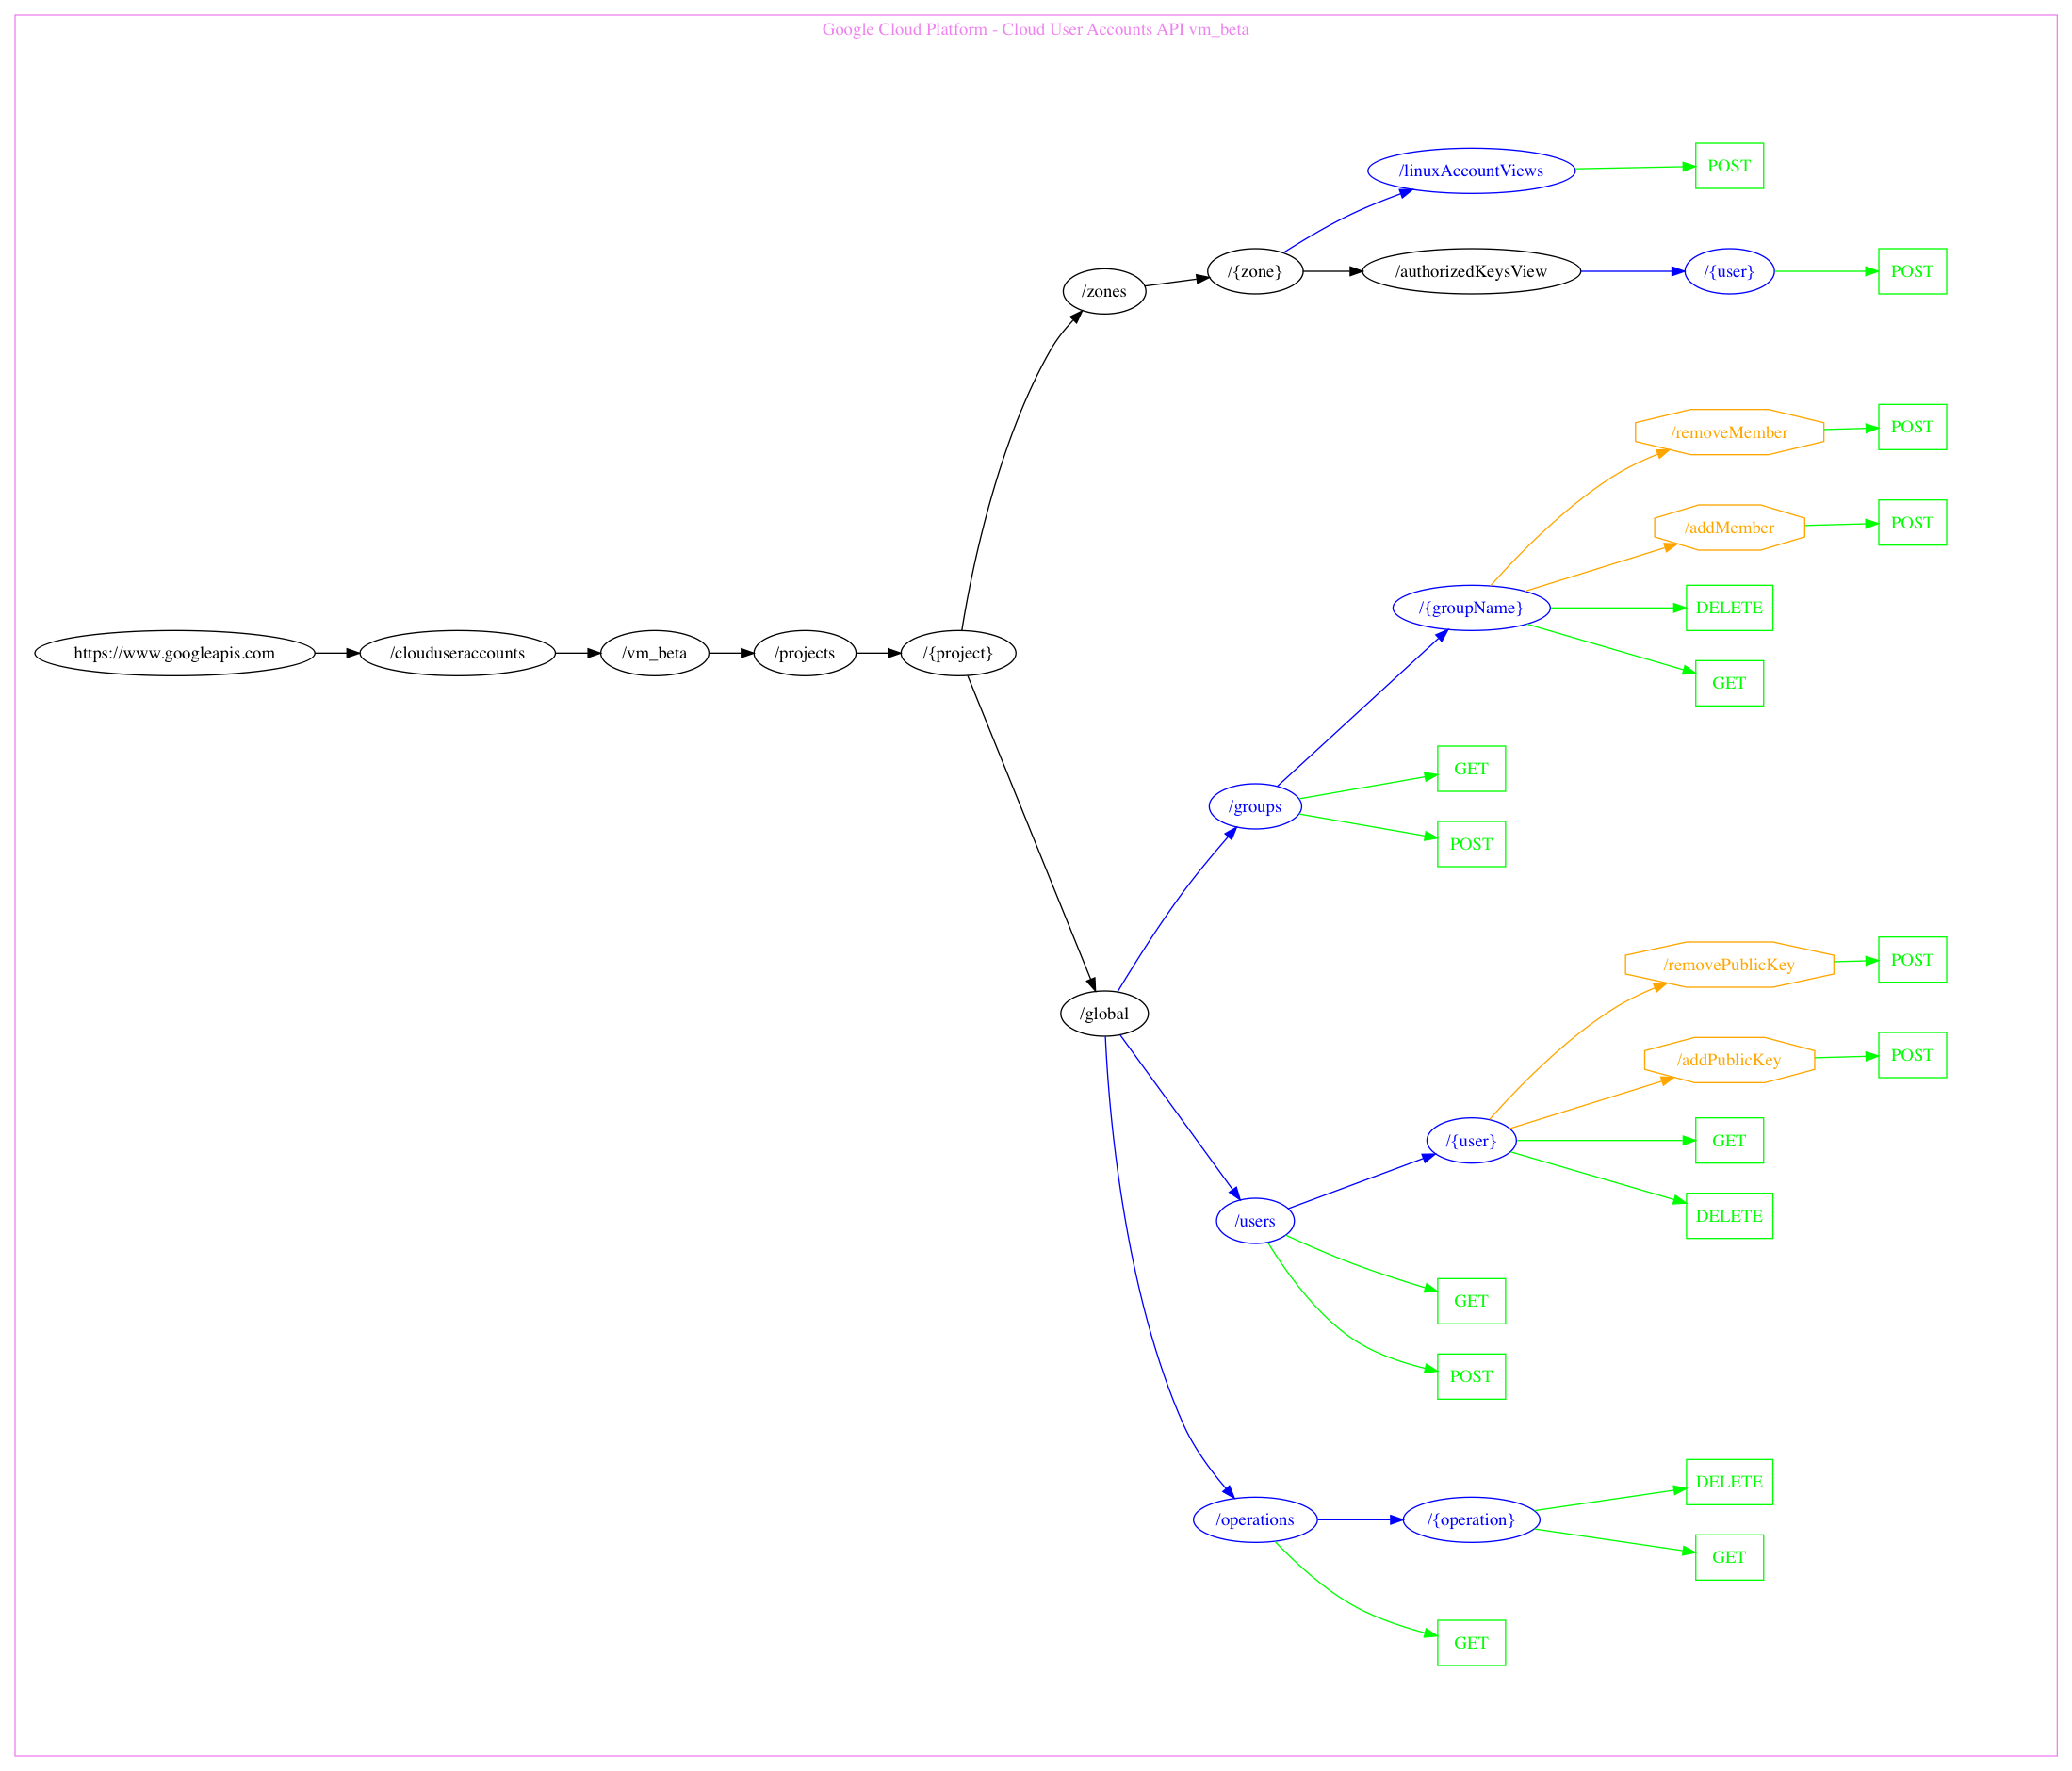 Google Cloud Platform - Cloud User Accounts API vm_beta
/linuxAccountViews
POST
/zones
/{zone}
/authorizedKeysView
/{user}
POST
/removeMember
POST
/addMember
POST
/{groupName}
DELETE
GET
https://www.googleapis.com
/clouduseraccounts
/vm_beta
/projects
/{project}
/groups
GET
POST
/removePublicKey
POST
/global
/addPublicKey
POST
/{user}
GET
DELETE
/users
GET
POST
/operations
/{operation}
DELETE
GET
GET